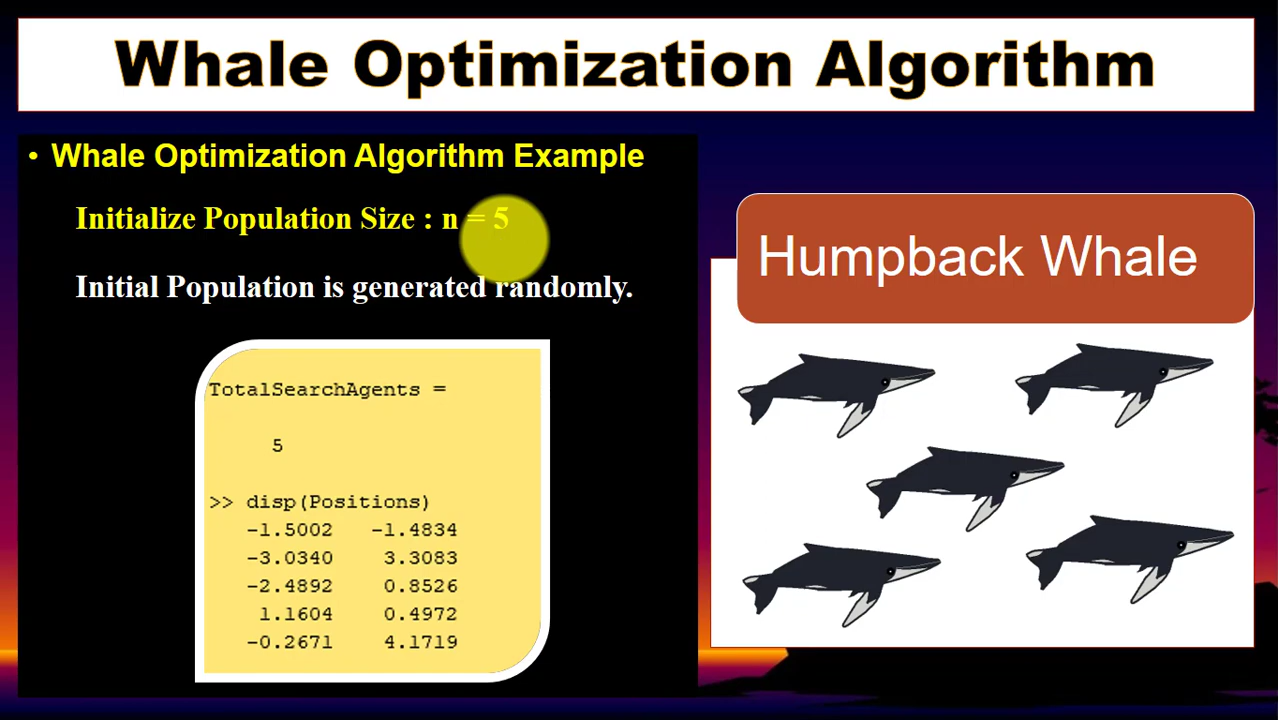 Whale Optimization Algorithm
• Whale Optimization Algorithm Example
Initialize Population Size : n = 5
Initial Population is generated randomly.
TotalSearchAgents =
5
>> disp(Positions)
-1.5002 -1.4834
-3.0340 3.3083
-2.4892 0.8526
1.1604 0.4972
-0.2671 4.1719
Humpback Whale